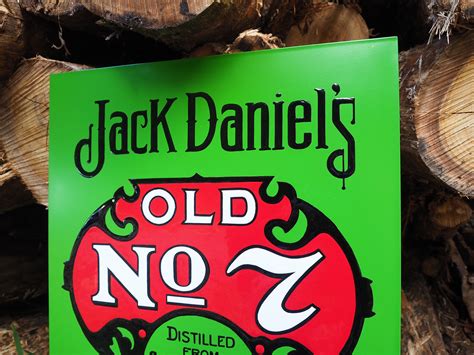 Jack Daniel's
OLD
No 7
DISTILLED
FROM